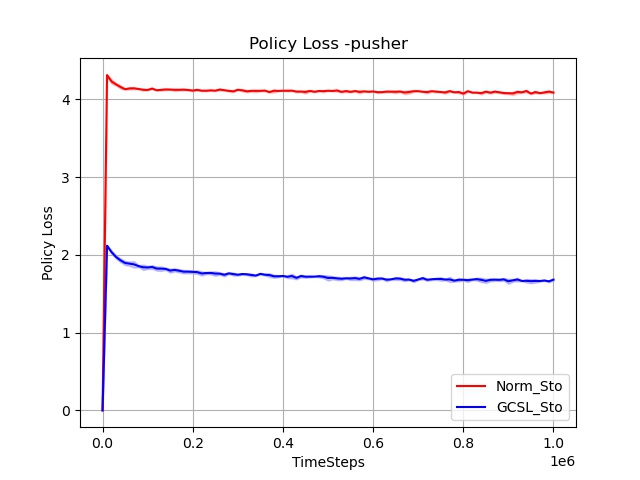 Policy Loss -pusher
Policy Loss
4
3
2
1
0
0.0 0.2 0.4 0.6 0.8 1.0
1e6
TimeSteps
Norm_Sto
GCSL_Sto